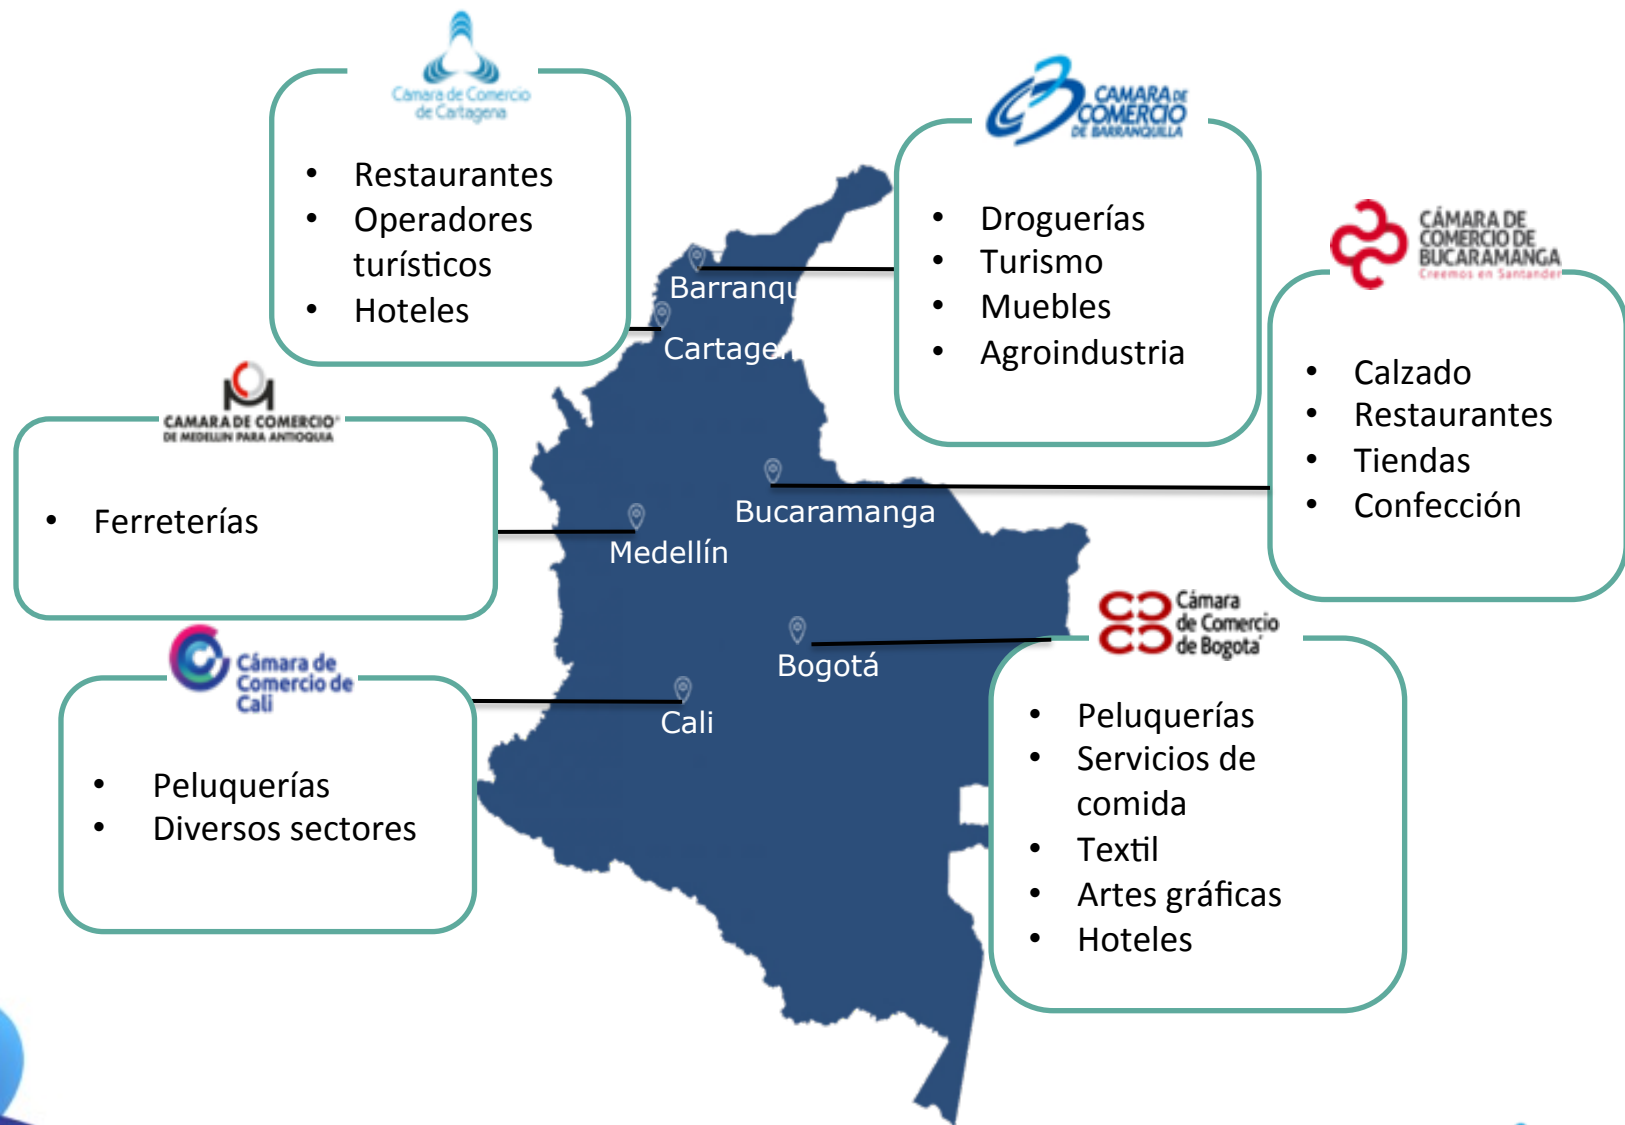 Cámara de Comercio
de Cartagena
• Restaurantes
• Operadores
turísticos
• Hoteles
CAMARA DE
COMERCIO
DE BARRANQUILLA
• Droguerías
• Turismo
• Muebles
• Agroindustria
CÁMARA DE
COMERCIO DE
BUCARAMANGA
Creemos en Santander
• Calzado
• Restaurantes
• Tiendas
• Confección
CAMARA DE COMERCIO®
DE MEDELLIN PARA ANTIOQUIA
• Ferreterías
Cámara de
Comercio de
Cali
• Peluquerías
• Diversos sectores
Cámara
de Comercio
de Bogotá
• Peluquerías
• Servicios de
comida
• Textil
• Artes gráficas
• Hoteles
Barranqu
Cartagen
Bucaramanga
Medellín
Bogotá
Cali